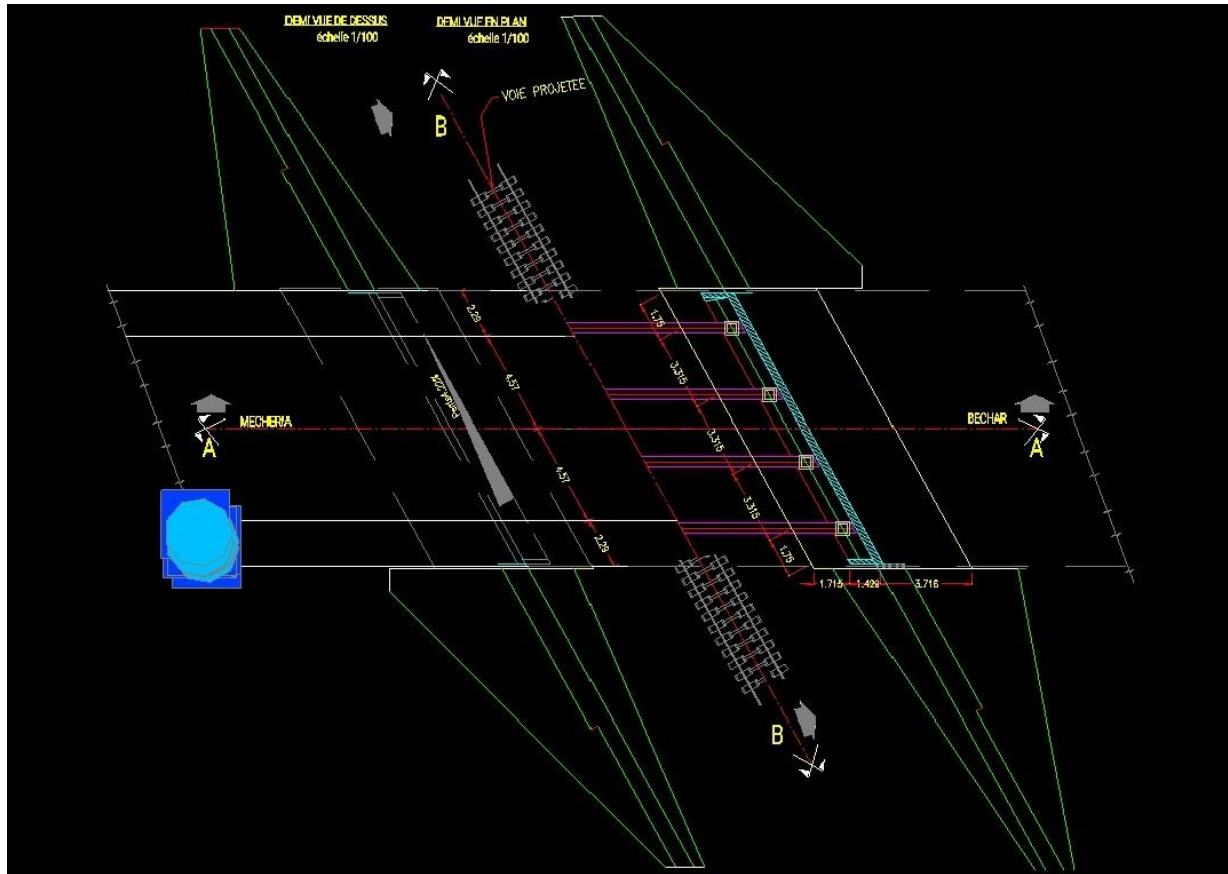 DEMI VUE DE DESSUS
échelle 1/100
DEMI VUE EN PLAN
échelle 1/100
B
VOIE PROJETEE
2.29
4.57
4.57
2.29
1.75
3.315
3.315
3.315
1.75
MECHERIA
A
BECHAR
A
1.715
1.429
3.716
B